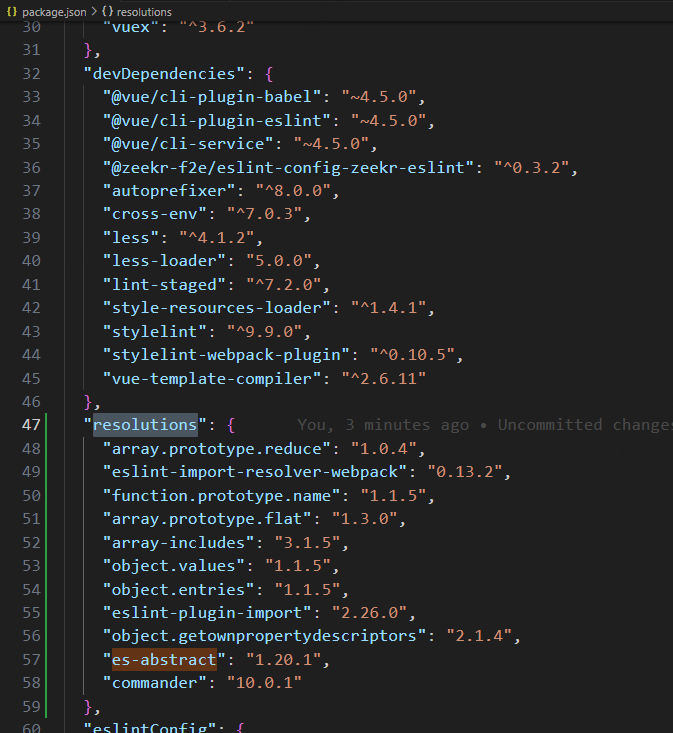 package.json > {} resolutions
30 "vuex": "^3.6.2"
31 },
32 "devDependencies": {
33 "@vue/cli-plugin-babel": "~4.5.0",
34 "@vue/cli-plugin-eslint": "~4.5.0",
35 "@vue/cli-service": "~4.5.0",
36 "@zeekr-f2e/eslint-config-zeekr-eslint": "^0.3.2",
37 "autoprefixer": "^8.0.0",
38 "cross-env": "^7.0.3",
39 "less": "^4.1.2",
40 "less-loader": "5.0.0",
41 "lint-staged": "^7.2.0",
42 "style-resources-loader": "^1.4.1",
43 "stylelint": "^9.9.0",
44 "stylelint-webpack-plugin": "^0.10.5",
45 "vue-template-compiler": "^2.6.11"
46 },
47 "resolutions": { You, 3 minutes ago • Uncommitted changes
48 "array.prototype.reduce": "1.0.4",
49 "eslint-import-resolver-webpack": "0.13.2",
50 "function.prototype.name": "1.1.5",
51 "array.prototype.flat": "1.3.0",
52 "array-includes": "3.1.5",
53 "object.values": "1.1.5",
54 "object.entries": "1.1.5",
55 "eslint-plugin-import": "2.26.0",
56 "object.getownpropertydescriptors": "2.1.4",
57 "es-abstract": "1.20.1",
58 "commander": "10.0.1"
59 },
60 "eslintConfig": {